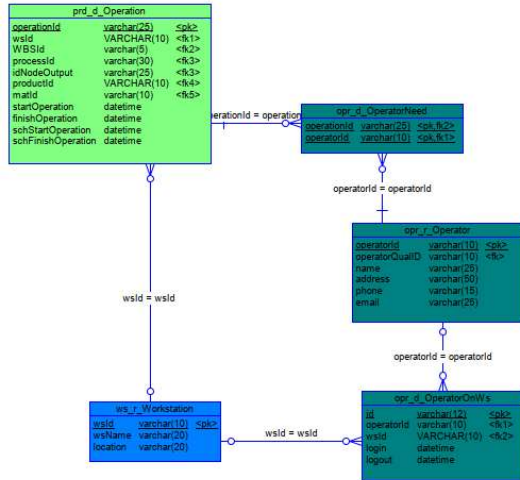 prd_d_Operation
operationId varchar(25) <pk>
wsId VARCHAR(10) <fk1>
WBSId varchar(5) <fk2>
processId varchar(30) <fk3>
idNodeOutput varchar(25) <fk3>
productId VARCHAR(10) <fk4>
matId varchar(10) <fk5>
startOperation datetime
finishOperation datetime
schStartOperation datetime
schFinishOperation datetime
operationId = operation
opr_d_OperatorNeed
operationId varchar(25) <pk,fk2>
operatorId varchar(10) <pk,fk1>
operatorId = operatorId
opr_r_Operator
operatorId varchar(10) <pk>
operatorQualID varchar(10) <fk>
name varchar(25)
address varchar(50)
phone varchar(15)
email varchar(25)
wsId = wsId
operatorId = operatorId
ws_r_Workstation
wsId varchar(10) <pk>
wsName varchar(20)
location varchar(20)
wsId = wsId
opr_d_OperatorOnWs
id varchar(12) <pk>
operatorId varchar(10) <fk1>
wsId VARCHAR(10) <fk2>
login datetime
logout datetime